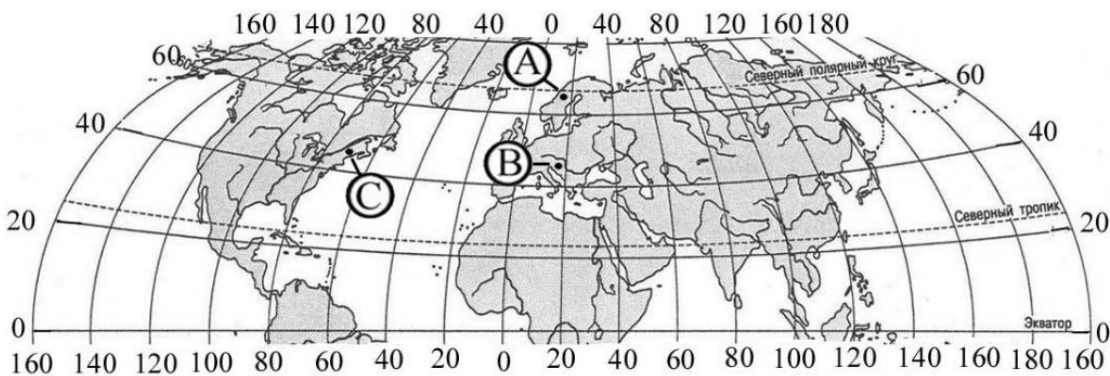 160 140 120 100 80 40 0 40 80 120 160 180
60 Северный полярный круг 60
A
40 40
B
C
20 Северный тропик 20
0 Экватор 0
160 140 120 100 80 60 40 20 0 20 40 60 80 100 120 140 160 180 160